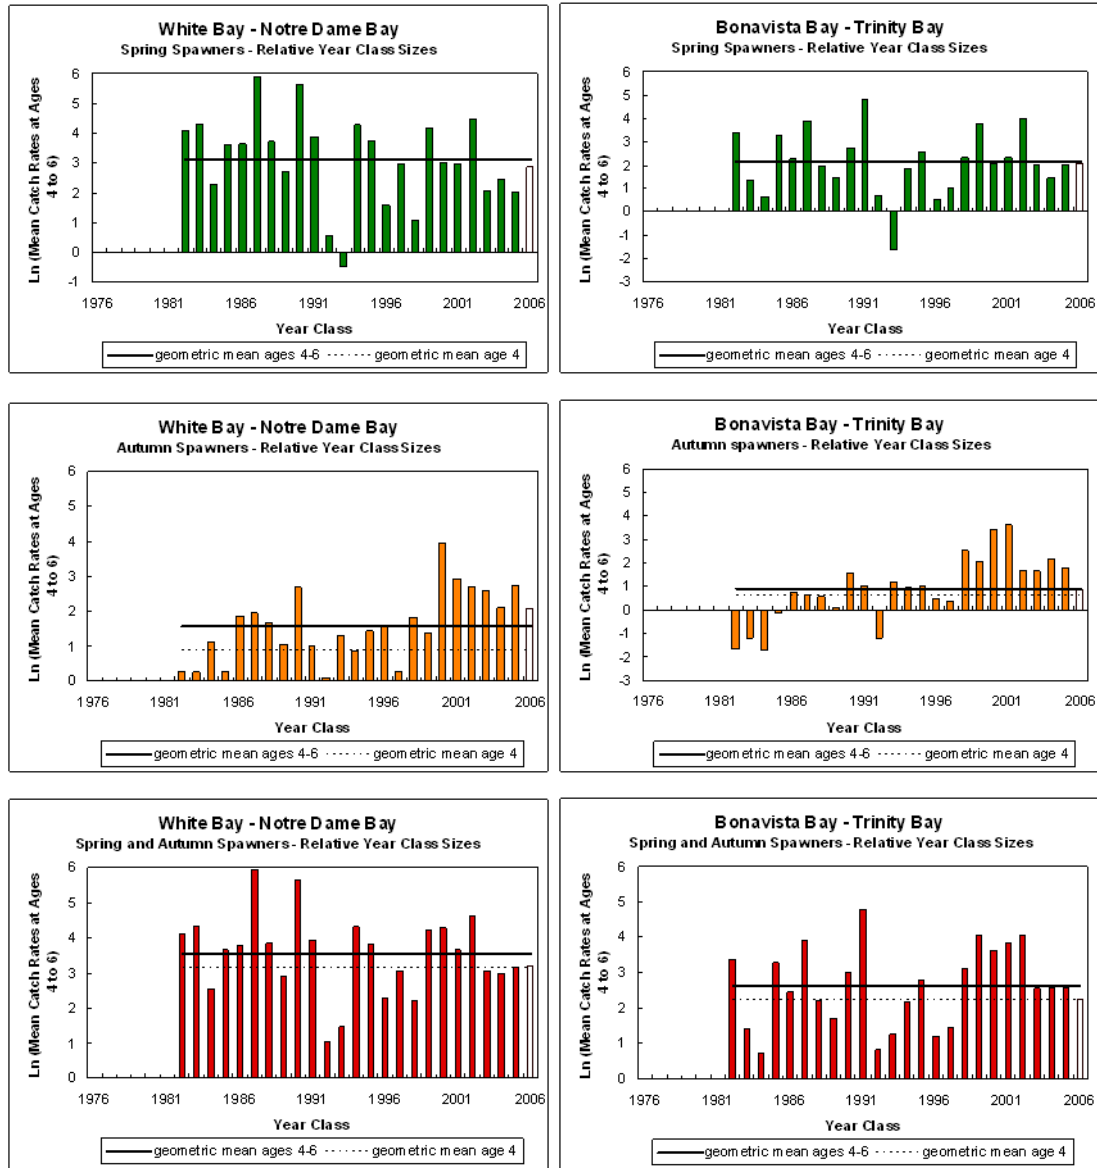 White Bay - Notre Dame Bay
Spring Spawners - Relative Year Class Sizes
Ln (Mean Catch Rates at Ages
4 to 6)
6
5
4
3
2
1
0
-1
1976 1981 1986 1991 1996 2001 2006
Year Class
geometric mean ages 4-6 geometric mean age 4
Bonavista Bay - Trinity Bay
Spring Spawners - Relative Year Class Sizes
Ln (Mean Catch Rates at Ages
4 to 6)
6
5
4
3
2
1
0
-1
-2
-3
1976 1981 1986 1991 1996 2001 2006
Year Class
geometric mean ages 4-6 geometric mean age 4
White Bay - Notre Dame Bay
Autumn Spawners - Relative Year Class Sizes
Ln (Mean Catch Rates at Ages
4 to 6)
6
5
4
3
2
1
0
1976 1981 1986 1991 1996 2001 2006
Year Class
geometric mean ages 4-6 geometric mean age 4
Bonavista Bay - Trinity Bay
Autumn spawners - Relative Year Class Sizes
Ln (Mean Catch Rates at Ages
4 to 6)
6
5
4
3
2
1
0
-1
-2
-3
1976 1981 1986 1991 1996 2001 2006
Year Class
geometric mean ages 4-6 geometric mean age 4
White Bay - Notre Dame Bay
Spring and Autumn Spawners - Relative Year Class Sizes
Ln (Mean Catch Rates at Ages
4 to 6)
6
5
4
3
2
1
0
1976 1981 1986 1991 1996 2001 2006
Year Class
geometric mean ages 4-6 geometric mean age 4
Bonavista Bay - Trinity Bay
Spring and Autumn Spawners - Relative Year Class Sizes
Ln (Mean Catch Rates at Ages
4 to 6)
6
5
4
3
2
1
0
1976 1981 1986 1991 1996 2001 2006
Year Class
geometric mean ages 4-6 geometric mean age 4